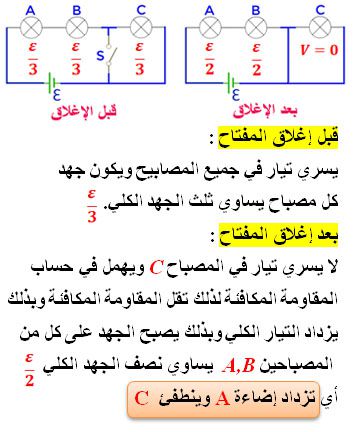 A B C A B C
ε/3 ε/3 S ε/3 ε/2 ε/2 V = 0
ε ε
قبل الإغلاق بعد الإغلاق
قبل إغلاق المفتاح :
يسري تيار في جميع المصابيح ويكون جهد
كل مصباح يساوي ثلث الجهد الكلي. ε/3
بعد إغلاق المفتاح :
لا يسري تيار في المصباح C ويهمل في حساب
المقاومة المكافئة لذلك تقل المقاومة المكافئة وبذلك
يزداد التيار الكلي وبذلك يصبح الجهد على كل من
المصباحين A,B يساوي نصف الجهد الكلي ε/2
أي تزداد إضاءة A وينطفئ C